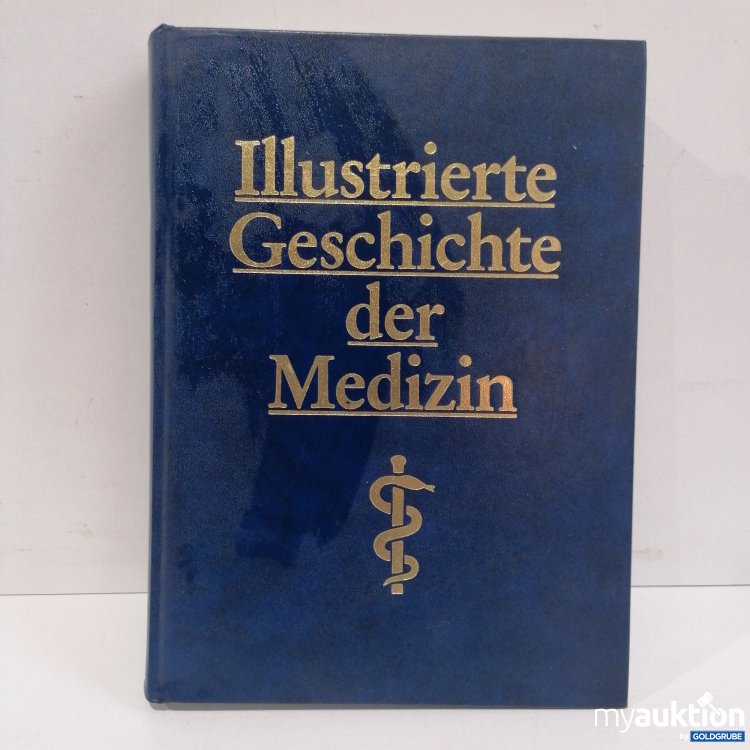 Illustrierte
Geschichte
der
Medizin
myauktion
by GOLDGRUBE